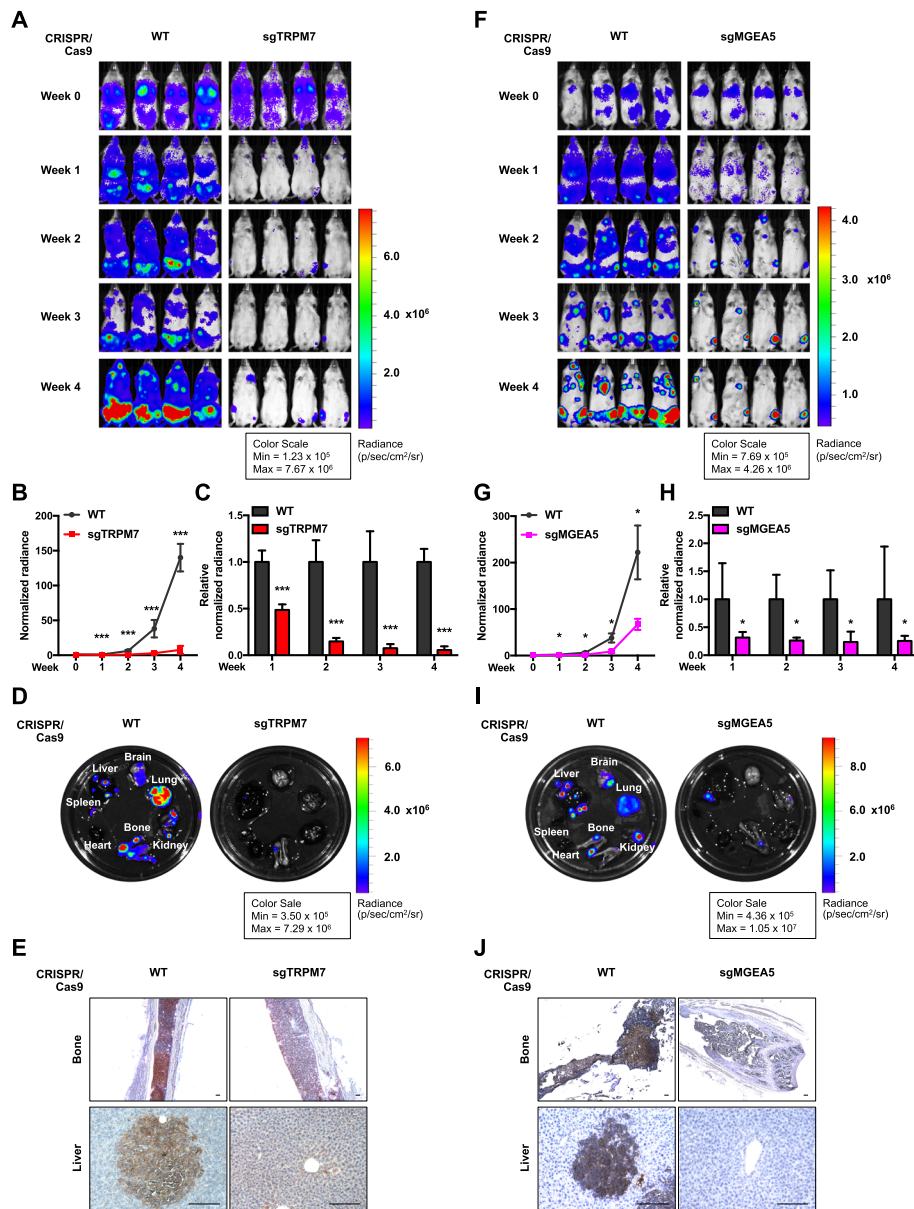 A
CRISPR/
Cas9
WT
sgTRPM7
Week 0
Week 1
Week 2
Week 3
Week 4
6.0
4.0 x10⁶
2.0
Color Scale
Min = 1.23 x 10⁵
Max = 7.67 x 10⁶
Radiance
(p/sec/cm²/sr)
F
CRISPR/
Cas9
WT
sgMGEA5
Week 0
Week 1
Week 2
Week 3
Week 4
4.0
3.0
x10⁶
2.0
1.0
Color Scale
Min = 7.69 x 10⁵
Max = 4.26 x 10⁶
Radiance
(p/sec/cm²/sr)
B
Normalized radiance
200
150
100
50
0
WT
sgTRPM7
***
***
***
***
Week
0
1
2
3
4
C
Relative
normalized radiance
1.5
1.0
0.5
0.0
WT
sgTRPM7
***
***
***
***
Week
1
2
3
4
G
Normalized radiance
300
200
100
0
WT
sgMGEA5
*
*
*
*
Week
0
1
2
3
4
H
Relative
normalized radiance
2.5
2.0
1.5
1.0
0.5
0.0
WT
sgMGEA5
*
*
*
*
Week
1
2
3
4
D
CRISPR/
Cas9
WT
sgTRPM7
Brain
Liver
Lung
Spleen
Bone
Heart
Kidney
6.0
4.0 x10⁶
2.0
Color Sale
Min = 3.50 x 10⁵
Max = 7.29 x 10⁶
Radiance
(p/sec/cm²/sr)
I
CRISPR/
Cas9
WT
sgMGEA5
Brain
Liver
Lung
Spleen
Bone
Heart
Kidney
8.0
6.0 x10⁶
4.0
2.0
Color Scale
Min = 4.36 x 10⁵
Max = 1.05 x 10⁷
Radiance
(p/sec/cm²/sr)
E
CRISPR/
Cas9
WT
sgTRPM7
Bone
Liver
J
CRISPR/
Cas9
WT
sgMGEA5
Bone
Liver